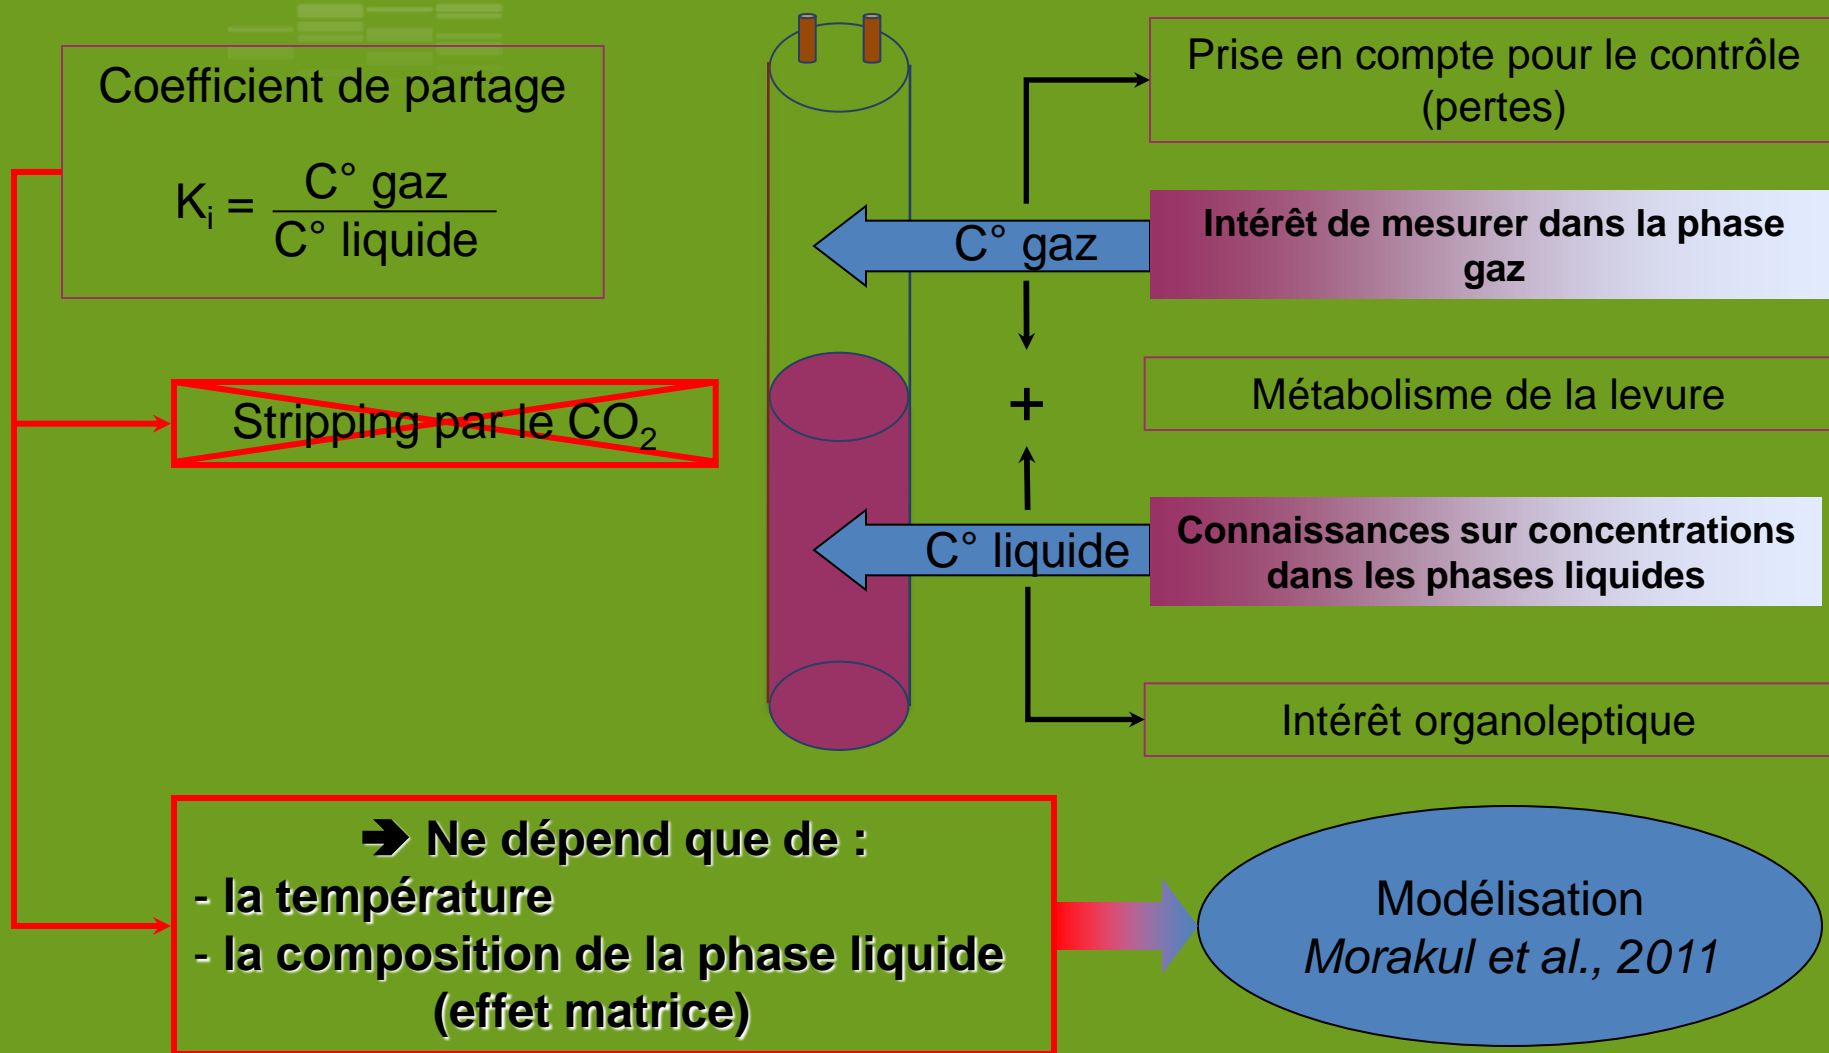 Coefficient de partage
Kᵢ = C° gaz
C° liquide
Stripping par le CO₂
Prise en compte pour le contrôle
(pertes)
C° gaz
Intérêt de mesurer dans la phase
gaz
+
Métabolisme de la levure
C° liquide
Connaissances sur concentrations
dans les phases liquides
Intérêt organoleptique
➔ Ne dépend que de :
- la température
- la composition de la phase liquide
(effet matrice)
Modélisation
Morakul et al., 2011